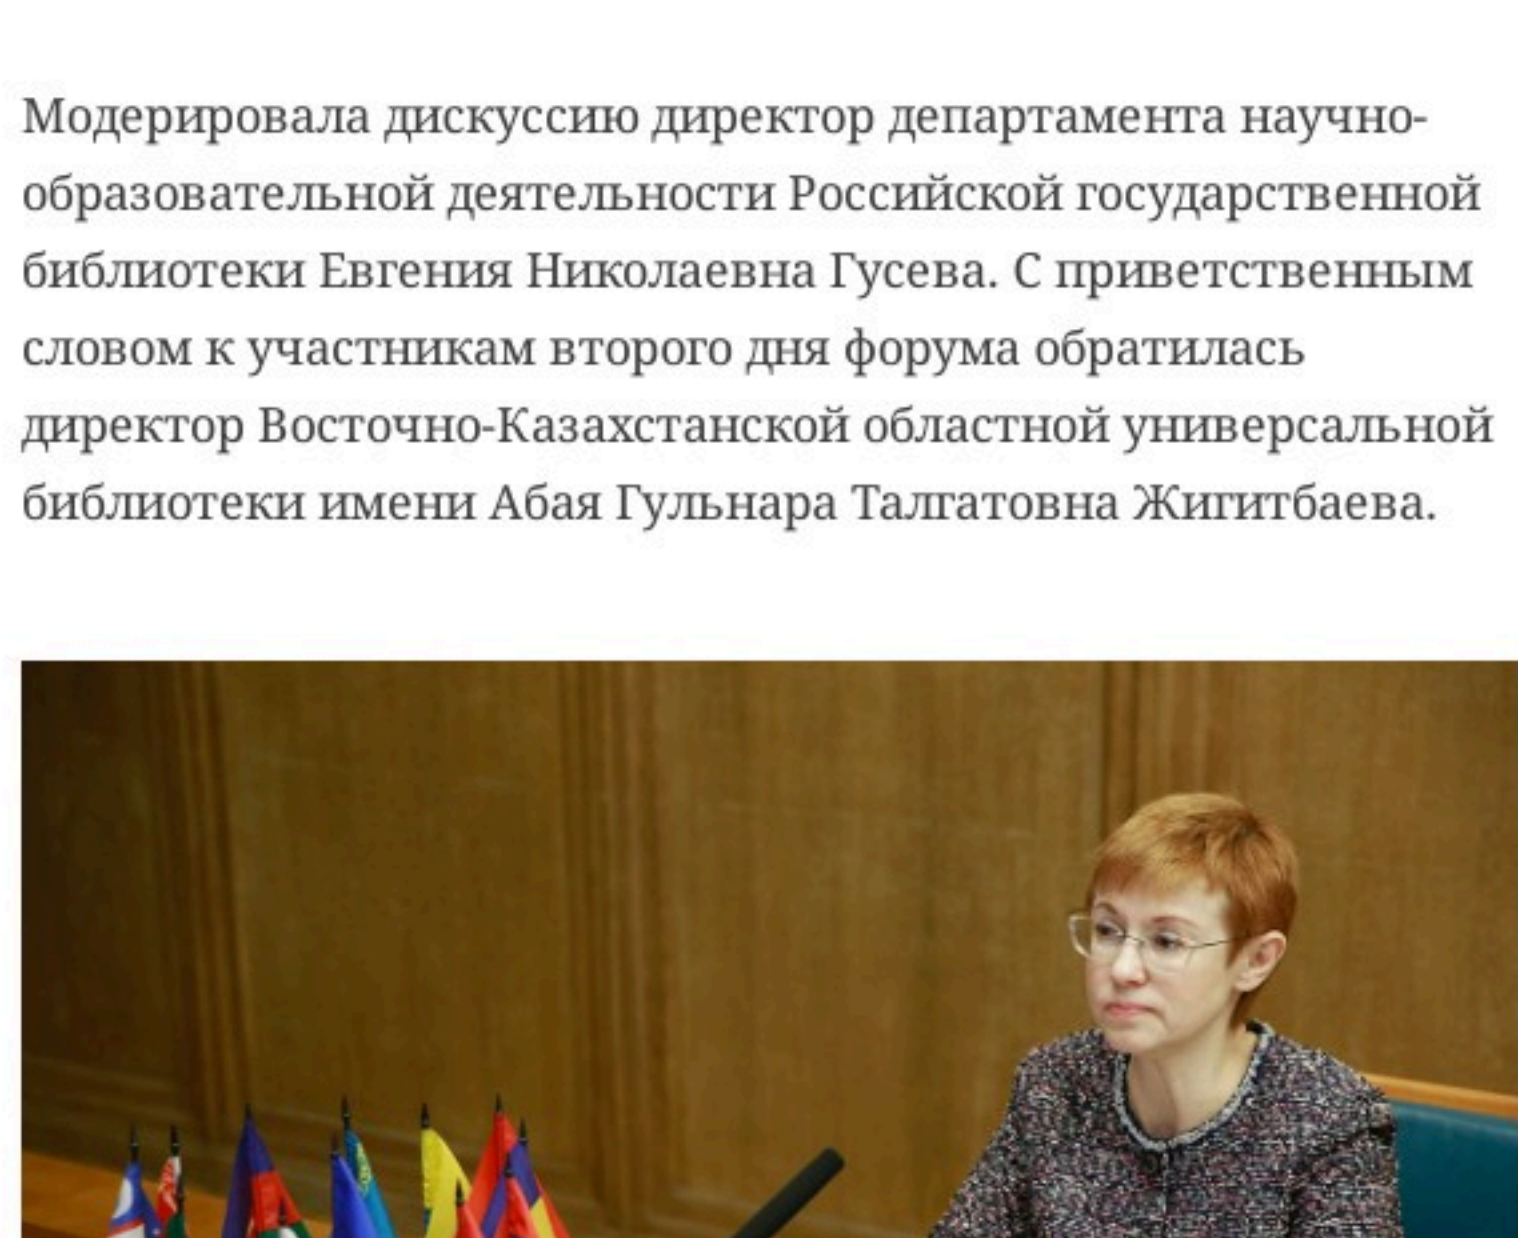 Модерировала дискуссию директор департамента научно-
образовательной деятельности Российской государственной
библиотеки Евгения Николаевна Гусева. С приветственным
словом к участникам второго дня форума обратилась
директор Восточно-Казахстанской областной универсальной
библиотеки имени Абая Гульнара Талгатовна Жигитбаева.